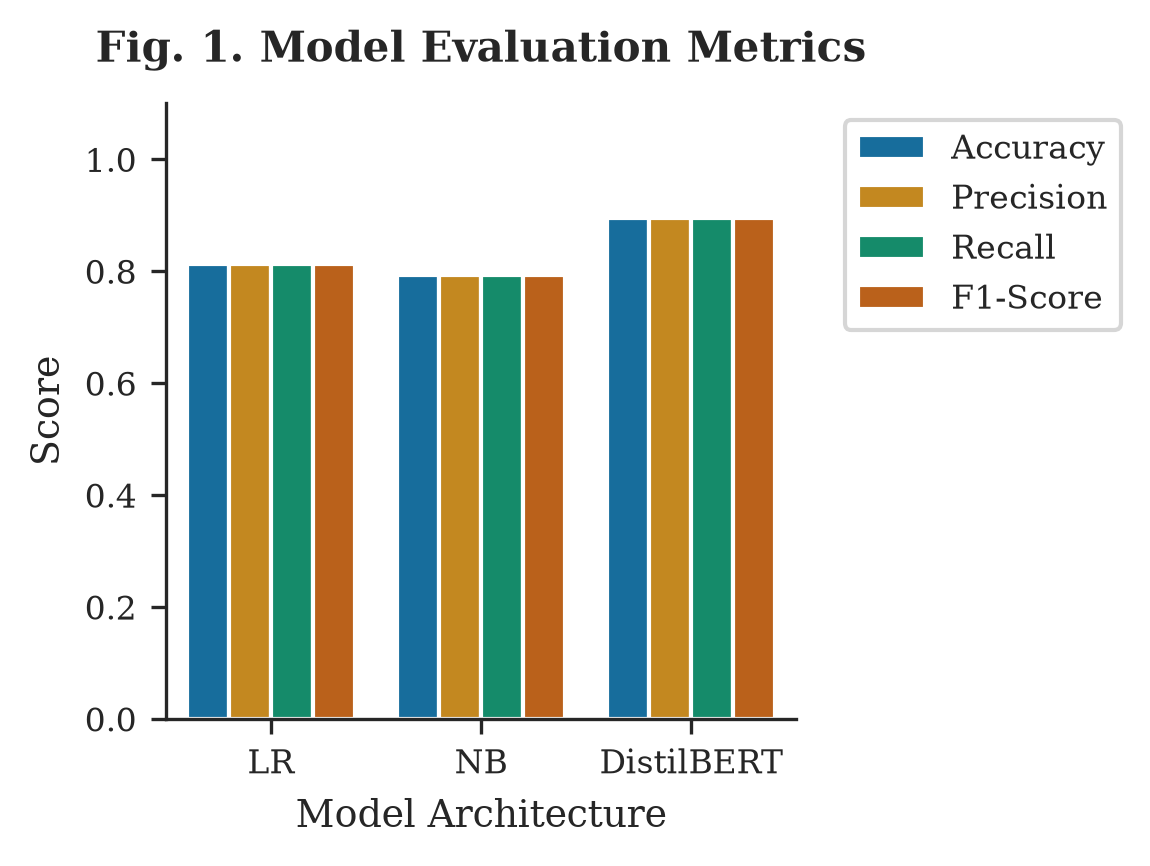 Fig. 1. Model Evaluation Metrics
1.0
0.8
0.6
0.4
0.2
0.0
Score
LR NB DistilBERT
Model Architecture
Accuracy
Precision
Recall
F1-Score